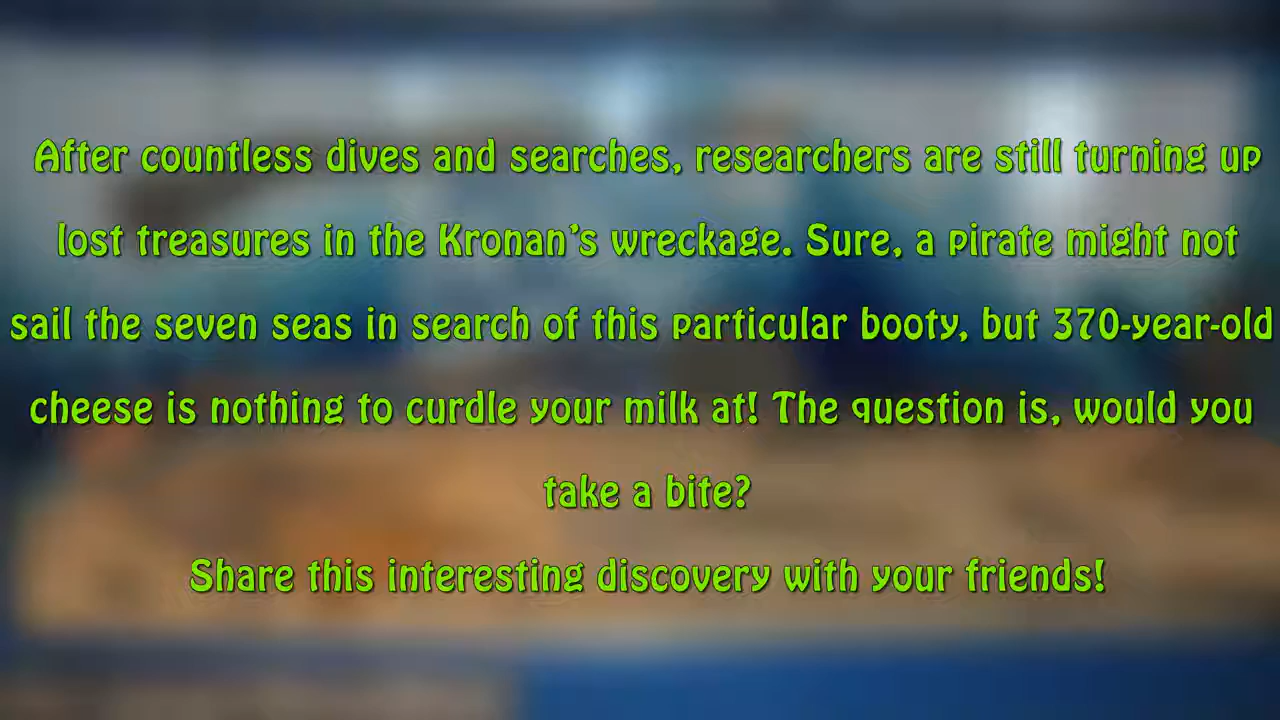 After countless dives and searches, researchers are still turning up
lost treasures in the Kronan’s wreckage. Sure, a pirate might not
sail the seven seas in search of this particular booty, but 370-year-old
cheese is nothing to curdle your milk at! The question is, would you
take a bite?
Share this interesting discovery with your friends!